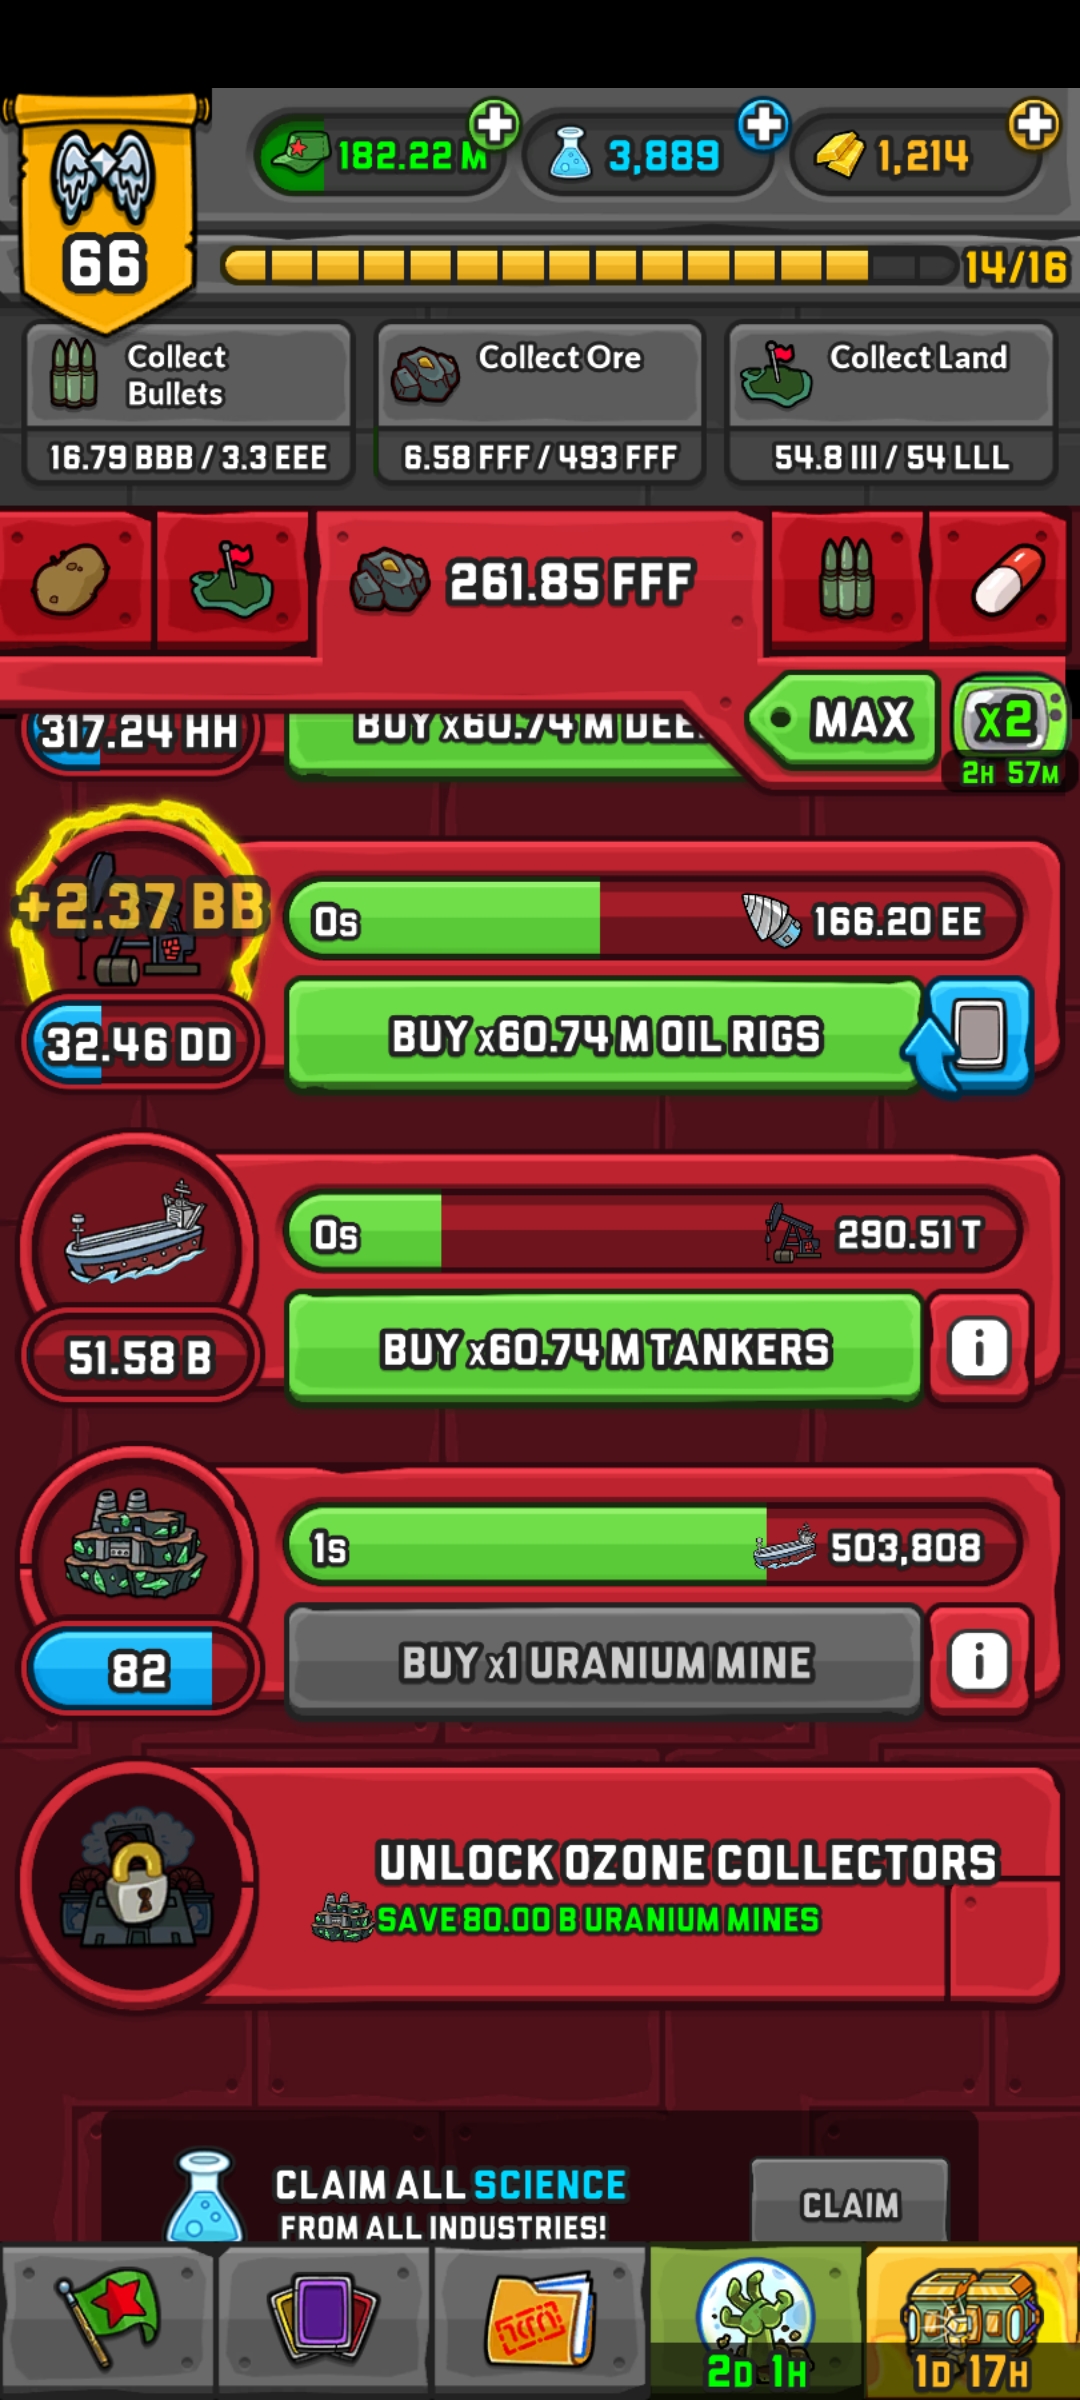 182.22 M
3,889
1,214
66
14/16
Collect
Bullets
Collect Ore
Collect Land
16.79 BBB / 3.3 EEE
6.58 FFF / 493 FFF
54.8 III / 54 LLL
261.85 FFF
MAX
x2
2H 57M
317.24 HH
BUY x60.74 M DEE
+2.37 BB
0s
166.20 EE
32.46 DD
BUY x60.74 M OIL RIGS
0s
290.51 T
51.58 B
BUY x60.74 M TANKERS
i
1s
503,808
82
BUY x1 URANIUM MINE
i
UNLOCK OZONE COLLECTORS
SAVE 80.00 B URANIUM MINES
CLAIM ALL SCIENCE
FROM ALL INDUSTRIES!
CLAIM
2D 1H
1D 17H